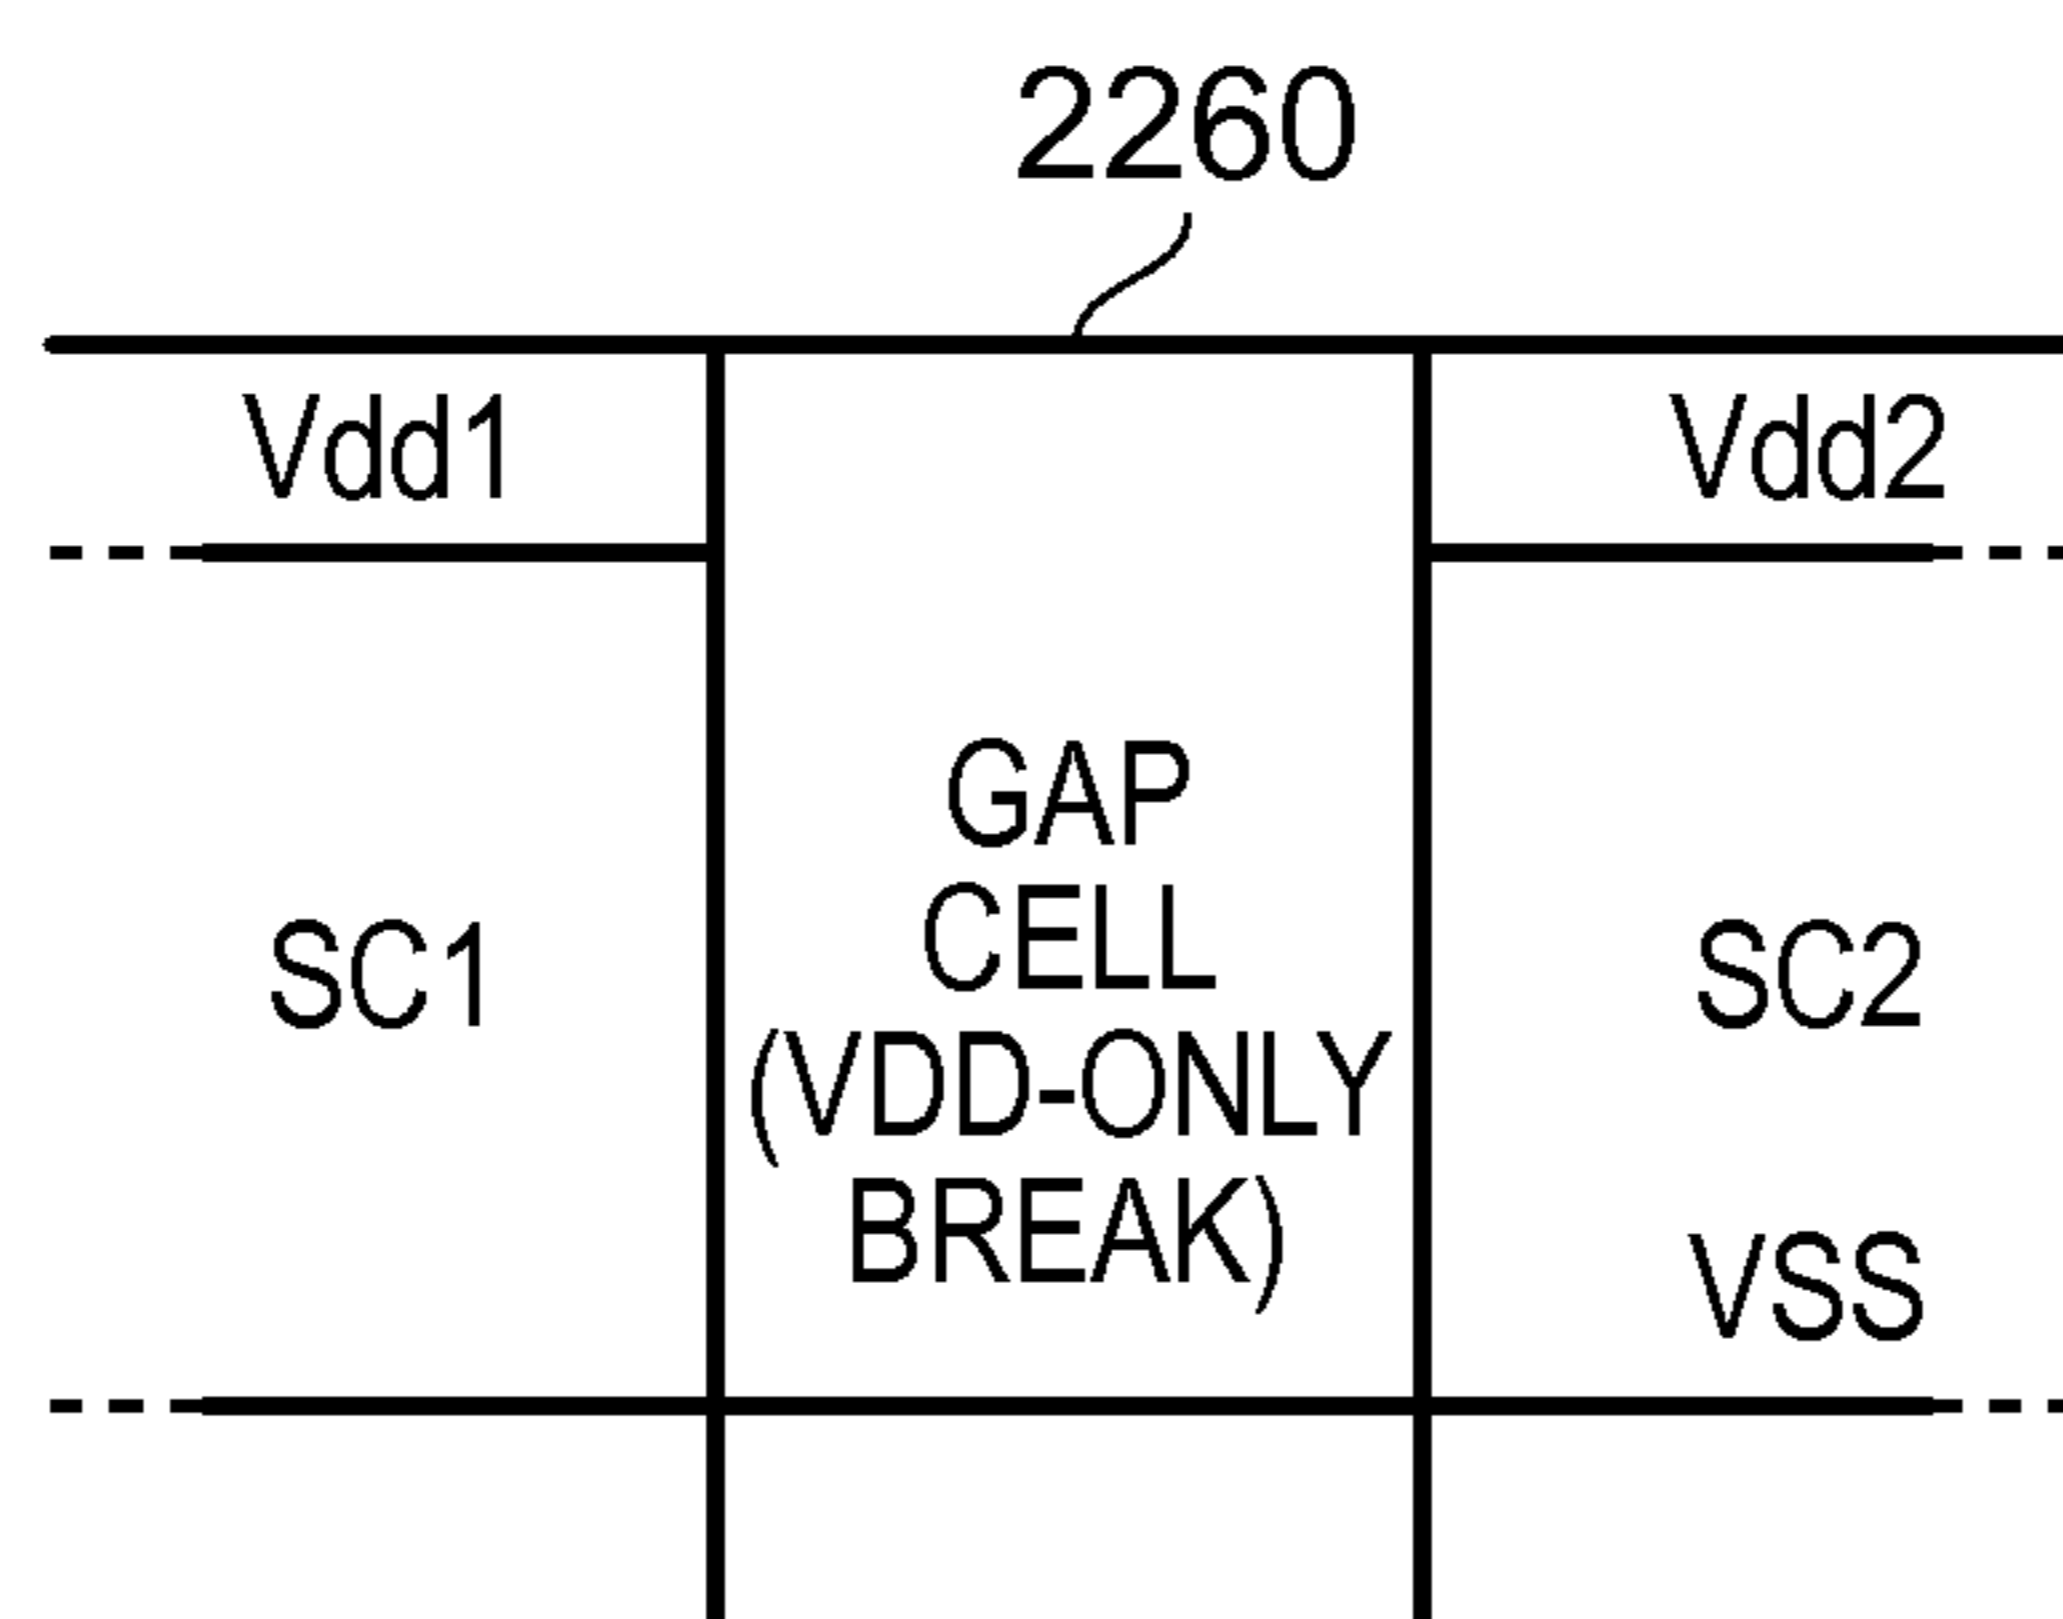 2260
Vdd1
Vdd2
GAP
CELL
(VDD-ONLY
BREAK)
SC1
SC2
VSS